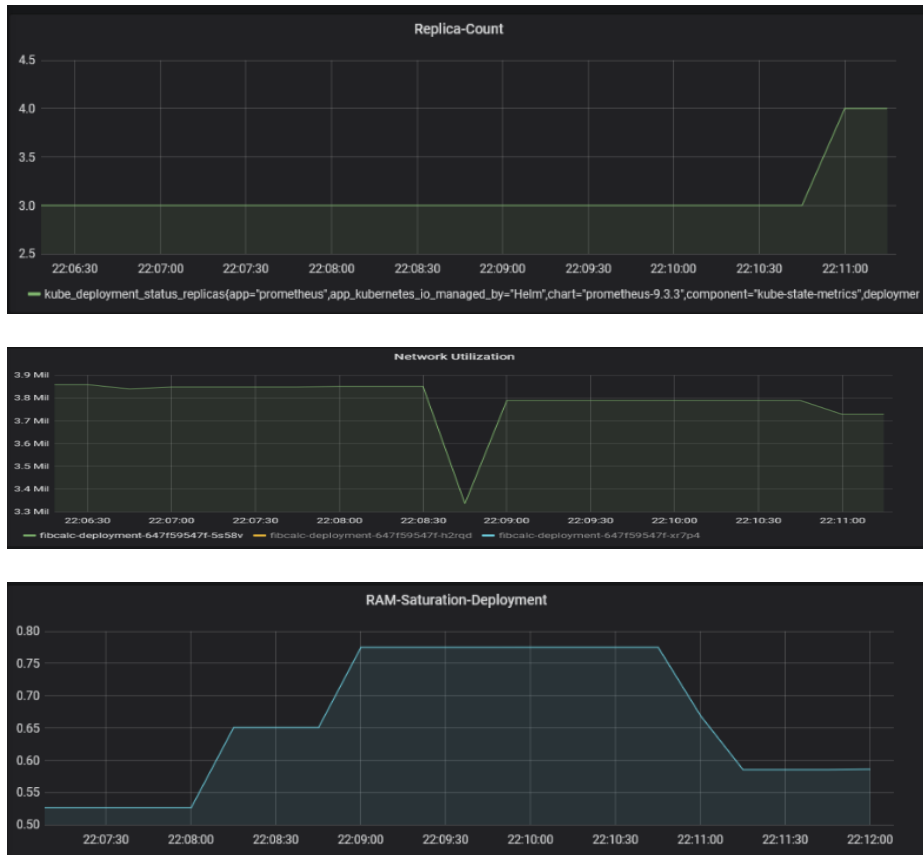 Replica-Count
4.5
4.0
3.5
3.0
2.5
22:06:30 22:07:00 22:07:30 22:08:00 22:08:30 22:09:00 22:09:30 22:10:00 22:10:30 22:11:00
kube_deployment_status_replicas{app="prometheus",app_kubernetes_io_managed_by="Helm",chart="prometheus-9.3.3",component="kube-state-metrics",deploymer
Network Utilization
3.9 Mil
3.8 Mil
3.7 Mil
3.6 Mil
3.5 Mil
3.4 Mil
3.3 Mil
22:06:30 22:07:00 22:07:30 22:08:00 22:08:30 22:09:00 22:09:30 22:10:00 22:10:30 22:11:00
fibcalc-deployment-647f59547f-5s58v fibcalc-deployment-647f59547f-h2rqd fibcalc-deployment-647f59547f-xr7p4
RAM-Saturation-Deployment
0.80
0.75
0.70
0.65
0.60
0.55
0.50
22:07:30 22:08:00 22:08:30 22:09:00 22:09:30 22:10:00 22:10:30 22:11:00 22:11:30 22:12:00